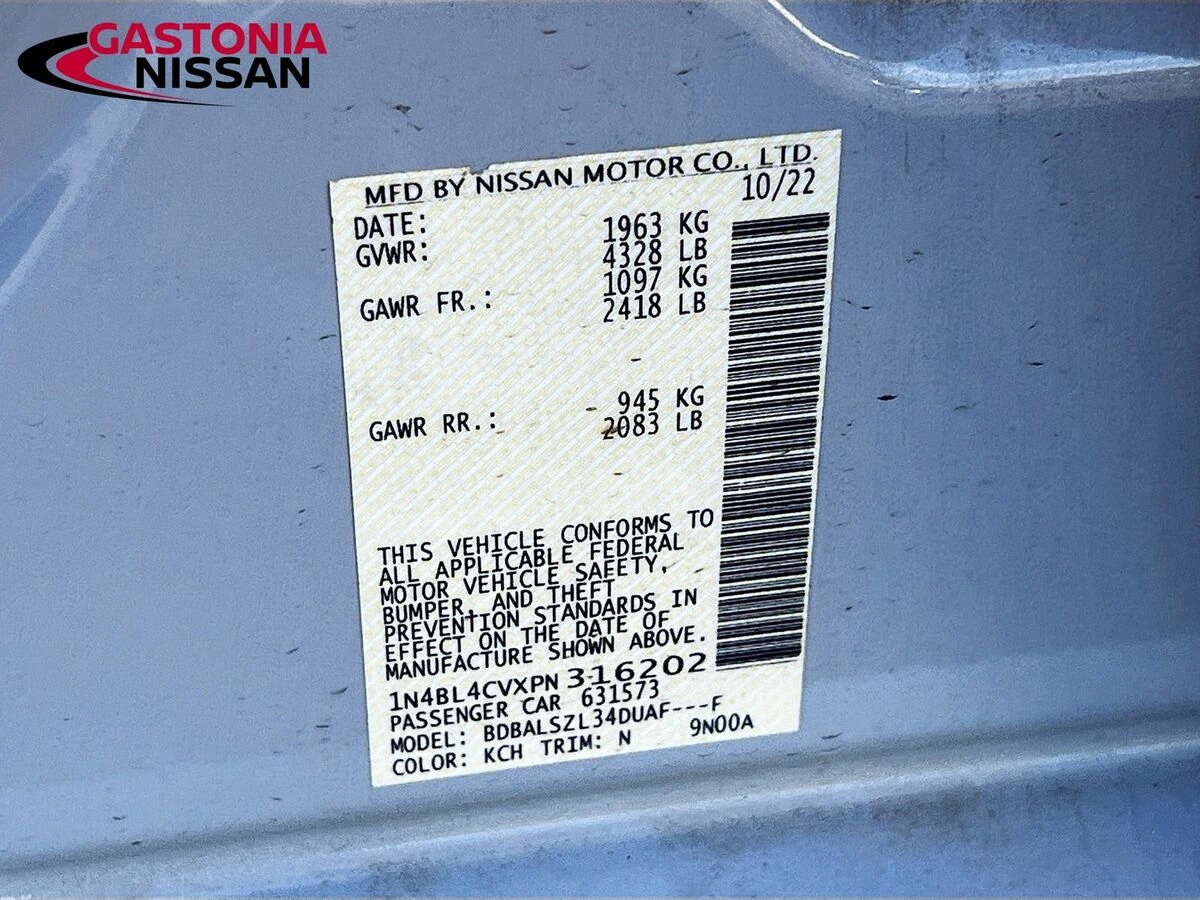 GASTONIA
NISSAN
MFD BY NISSAN MOTOR CO., LTD.
DATE: 10/22
GVWR: 1963 KG
4328 LB
GAWR FR.: 1097 KG
2418 LB
GAWR RR.: 945 KG
2083 LB
THIS VEHICLE CONFORMS TO
ALL APPLICABLE FEDERAL
MOTOR VEHICLE SAFETY,
BUMPER, AND THEFT
PREVENTION STANDARDS IN
EFFECT ON THE DATE OF
MANUFACTURE SHOWN ABOVE.
1N4BL4CVXPN316202
PASSENGER CAR 631573
MODEL: BDBALSZL34DUAF---F
COLOR: KCH TRIM: N 9N00A